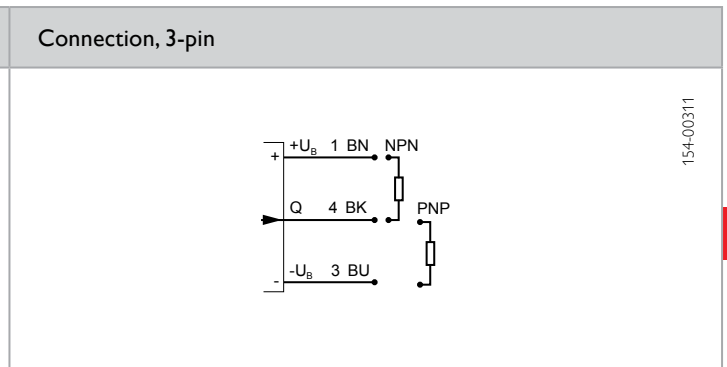 Connection, 3-pin
154-00311
+U_B 1 BN NPN
+
Q 4 BK PNP
-U_B 3 BU
-